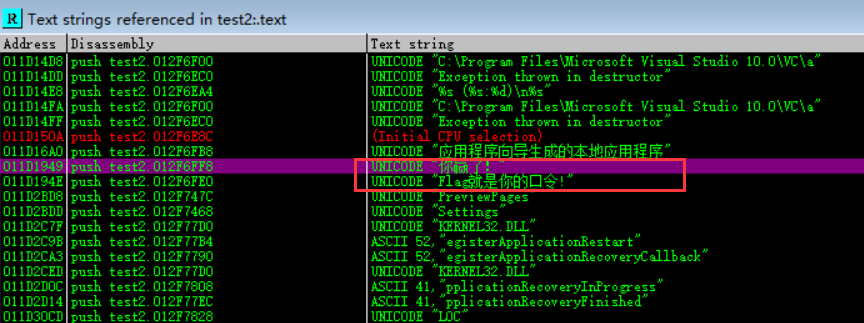 R Text strings referenced in test2:.text
Address Disassembly Text string
011D14D8 push test2.012F6F00 UNICODE "C:\Program Files\Microsoft Visual Studio 10.0\VC\a"
011D14DD push test2.012F6EC0 UNICODE "Exception thrown in destructor"
011D14E8 push test2.012F6EA4 UNICODE "%s (%s:%d)\n%s"
011D14FA push test2.012F6F00 UNICODE "C:\Program Files\Microsoft Visual Studio 10.0\VC\a"
011D14FF push test2.012F6EC0 UNICODE "Exception thrown in destructor"
011D150A push test2.012F6E8C (Initial CPU selection)
011D16A0 push test2.012F6FB8 UNICODE "应用程序向导生成的本地应用程序"
011D1949 push test2.012F6FF8 UNICODE "你赢了!"
011D194E push test2.012F6FE0 UNICODE "Flag就是你的口令!"
011D2BD8 push test2.012F747C UNICODE "PreviewPages"
011D2BDD push test2.012F7468 UNICODE "Settings"
011D2C7F push test2.012F77D0 UNICODE "KERNEL32.DLL"
011D2C9B push test2.012F77B4 ASCII 52,"egisterApplicationRestart"
011D2CA3 push test2.012F7790 ASCII 52,"egisterApplicationRecoveryCallback"
011D2CED push test2.012F77D0 UNICODE "KERNEL32.DLL"
011D2D0C push test2.012F7808 ASCII 41,"pplicationRecoveryInProgress"
011D2D14 push test2.012F77EC ASCII 41,"pplicationRecoveryFinished"
011D30CD push test2.012F7828 UNICODE "LOC"